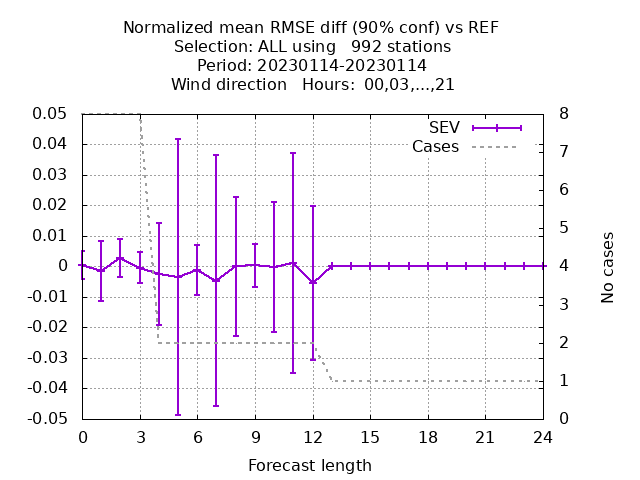 Normalized mean RMSE diff (90% conf) vs REF
Selection: ALL using   992 stations
Period: 20230114-20230114
Wind direction   Hours:  00,03,...,21
SEV
Cases
0.05
0.04
0.03
0.02
0.01
0
-0.01
-0.02
-0.03
-0.04
-0.05
8
7
6
5
4
3
2
1
0
No cases
0 3 6 9 12 15 18 21 24
Forecast length